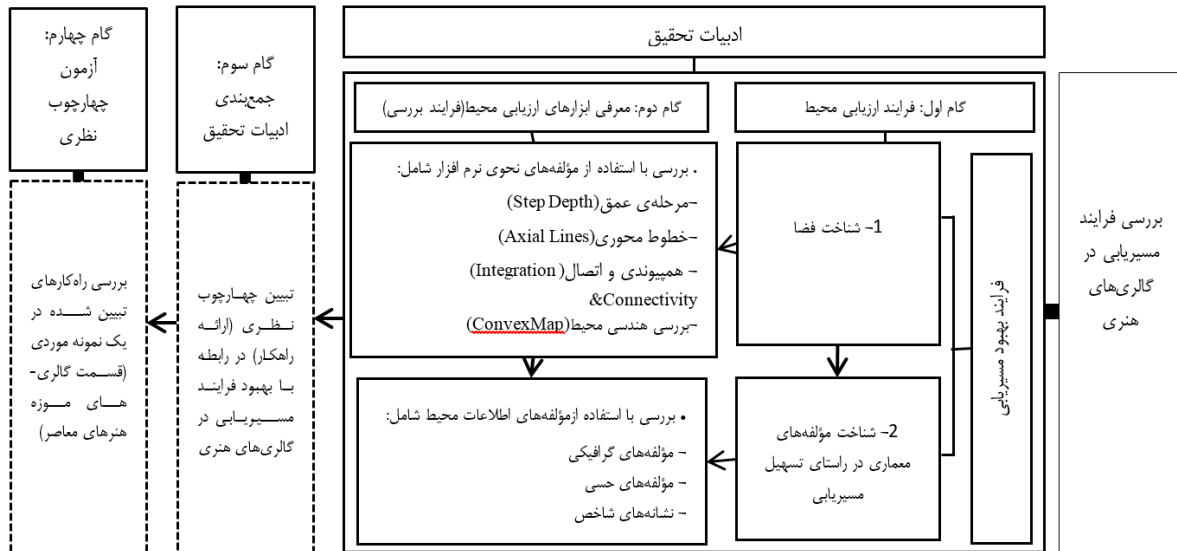 ادبیات تحقیق
بررسی فرایند
مسیریابی در
گالری‌های
هنری
فرایند بهبود مسیریابی
گام اول: فرایند ارزیابی محیط
1- شناخت فضا
2- شناخت مؤلفه‌های
معماری در راستای تسهیل
مسیریابی
گام دوم: معرفی ابزارهای ارزیابی محیط(فرایند بررسی)
. بررسی با استفاده از مؤلفه‌های نحوی نرم افزار شامل:
-مرحله‌ی عمق(Step Depth)
-خطوط محوری(Axial Lines)
- همپیوندی و اتصال(Integration
&Connectivity)
-بررسی هندسی محیط(ConvexMap)
• بررسی با استفاده ازمؤلفه‌های اطلاعات محیط شامل:
- مؤلفه‌های گرافیکی
- مؤلفه‌های حسی
- نشانه‌های شاخص
گام سوم:
جمع‌بندی
ادبیات تحقیق
تبیین چهارچوب
نظری (ارائه
راهکار) در رابطه
با بهبود فرایند
مسیریابی در
گالری‌های هنری
گام چهارم:
آزمون
چهارچوب
نظری
بررسی راه‌کارهای
تبیین شده در
یک نمونه موردی
(قسمت گالری-
های موزه
هنرهای معاصر)